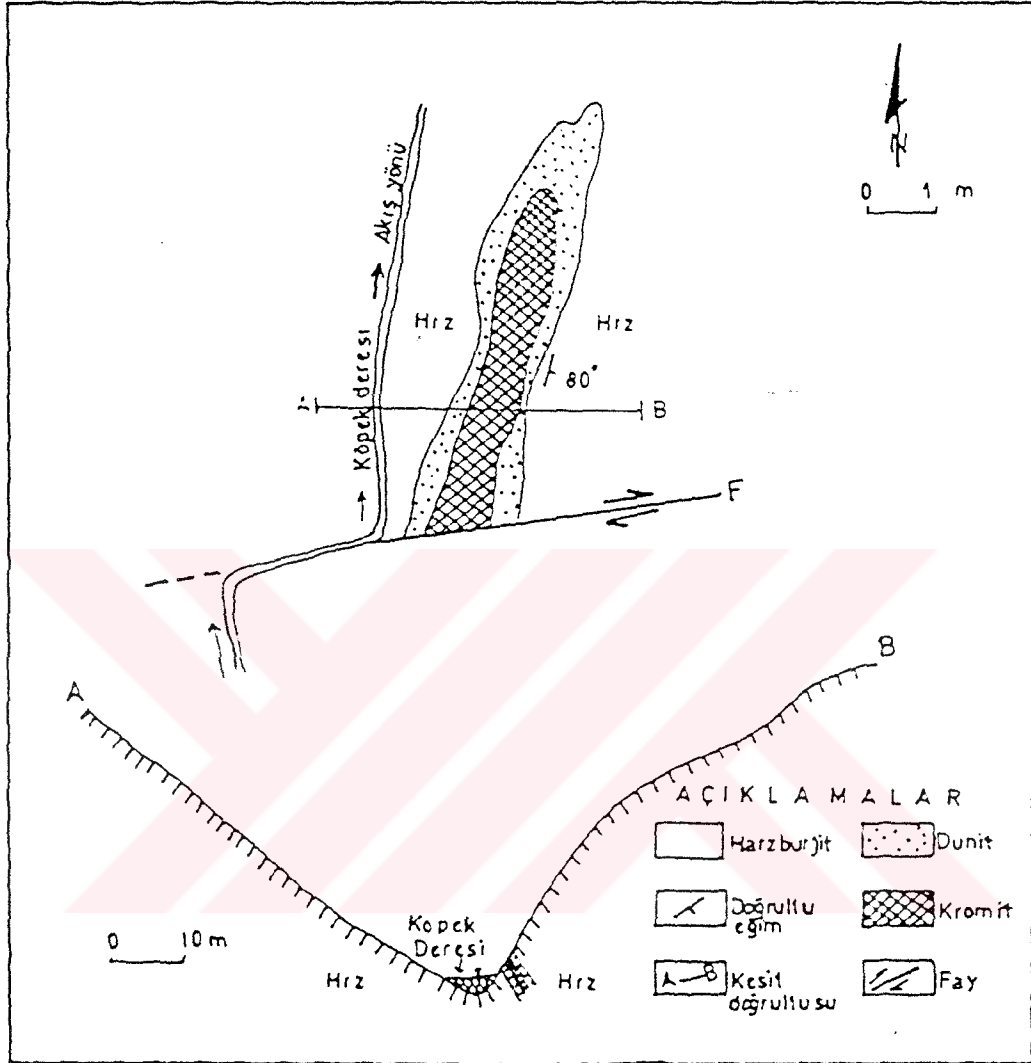 N
0 1 m
Akış yönü
Köpek deresi
Hrz
Hrz
80°
B
F
A
B
AÇIKLAMALAR
Harzburjit
Dunit
Doğrultu
eğim
Kromit
A B
Kesit
doğrultusu
Fay
0 10 m
Kopek
Deresi
Hrz
Hrz